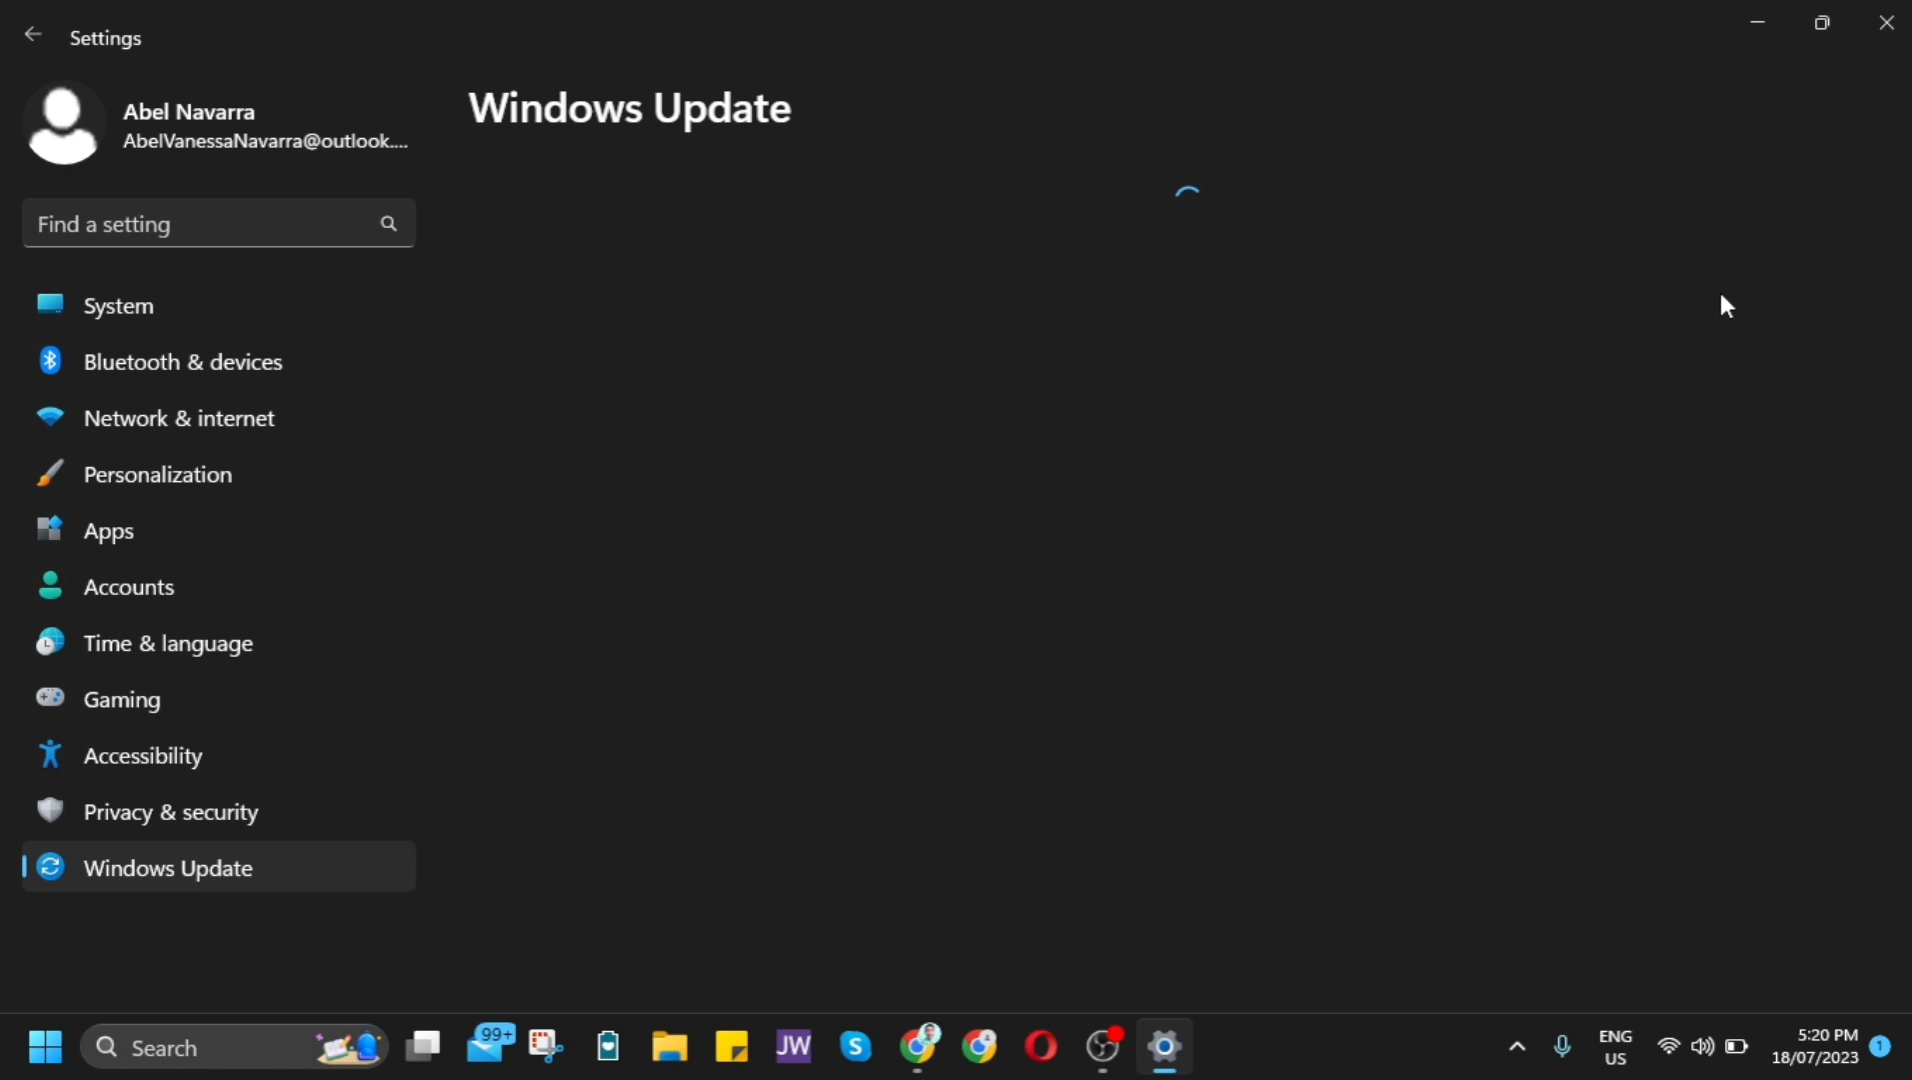 Settings
Abel Navarra
AbelVanessaNavarra@outlook....
Find a setting
System
Bluetooth & devices
Network & internet
Personalization
Apps
Accounts
Time & language
Gaming
Accessibility
Privacy & security
Windows Update
Windows Update
Search
99+
JW
S
ENG
US
5:20 PM
18/07/2023
1